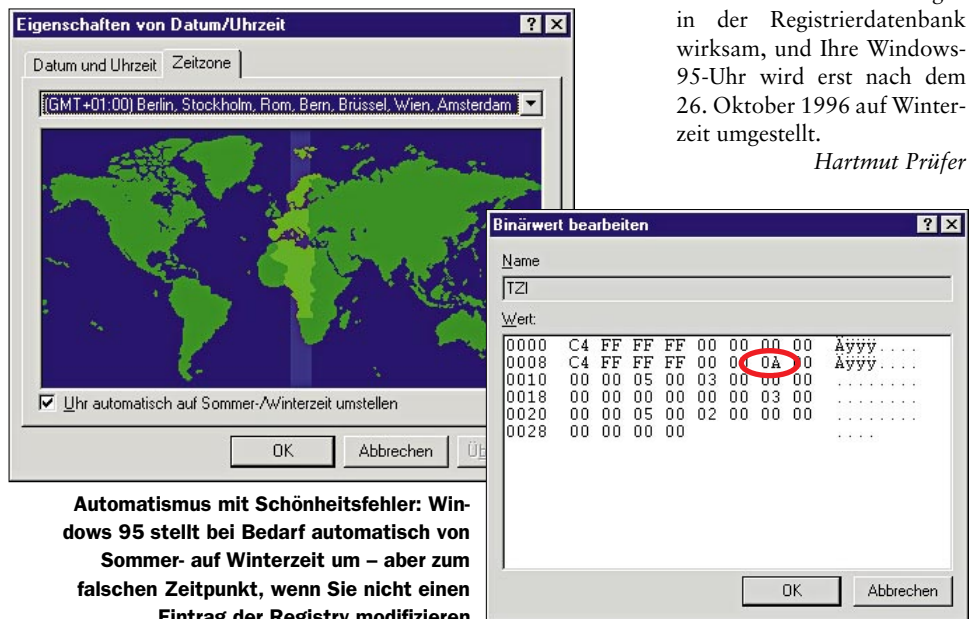 in der Registrierdatenbank
wirksam, und Ihre Windows-
95-Uhr wird erst nach dem
26. Oktober 1996 auf Winter-
zeit umgestellt.
Hartmut Prüfer
Eigenschaften von Datum/Uhrzeit
Datum und Uhrzeit Zeitzone
(GMT+01:00) Berlin, Stockholm, Rom, Bern, Brüssel, Wien, Amsterdam
Uhr automatisch auf Sommer-/Winterzeit umstellen
OK Abbrechen
Binärwert bearbeiten
Name
TZI
Wert:
0000 C4 FF FF FF 00 00 00 00 Äÿÿÿ....
0008 C4 FF FF FF 00 00 0A 00 Äÿÿÿ....
0010 00 00 05 00 03 00 00 00 ........
0018 00 00 00 00 00 00 03 00 ........
0020 00 00 05 00 02 00 00 00 ........
0028 00 00 00 00 ....
OK Abbrechen
Automatismus mit Schönheitsfehler: Win-
dows 95 stellt bei Bedarf automatisch von
Sommer- auf Winterzeit um – aber zum
falschen Zeitpunkt, wenn Sie nicht einen
Eintrag der Registry modifizieren